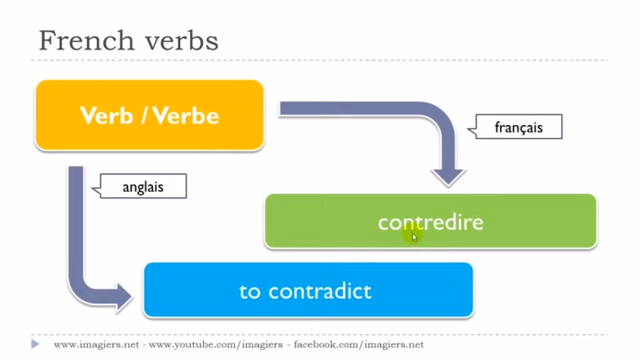 French verbs
Verb / Verbe
français
anglais
contredire
to contradict
www.imagiers.net - www.youtube.com/imagiers - facebook.com/imagiers.net